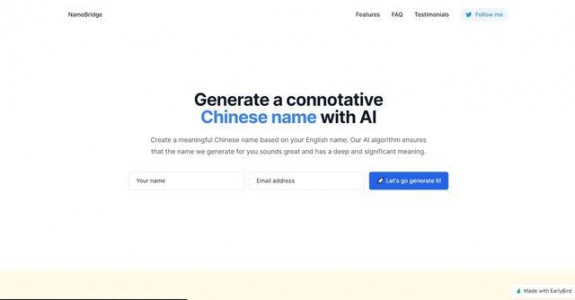 NameBridge
Features FAQ Testimonials Follow me
Generate a connotative
Chinese name with AI
Create a meaningful Chinese name based on your English name. Our AI algorithm ensures
that the name we generate for you sounds great and has a deep and significant meaning.
Your name Email address Let's go generate it!
Made with EarlyBird